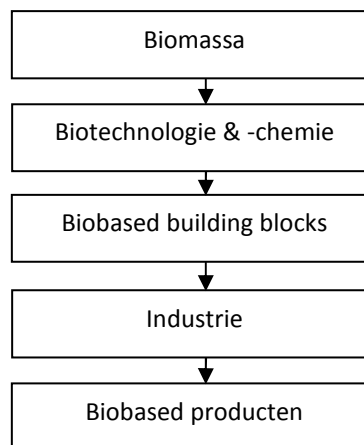 Biomassa
Biotechnologie & -chemie
Biobased building blocks
Industrie
Biobased producten